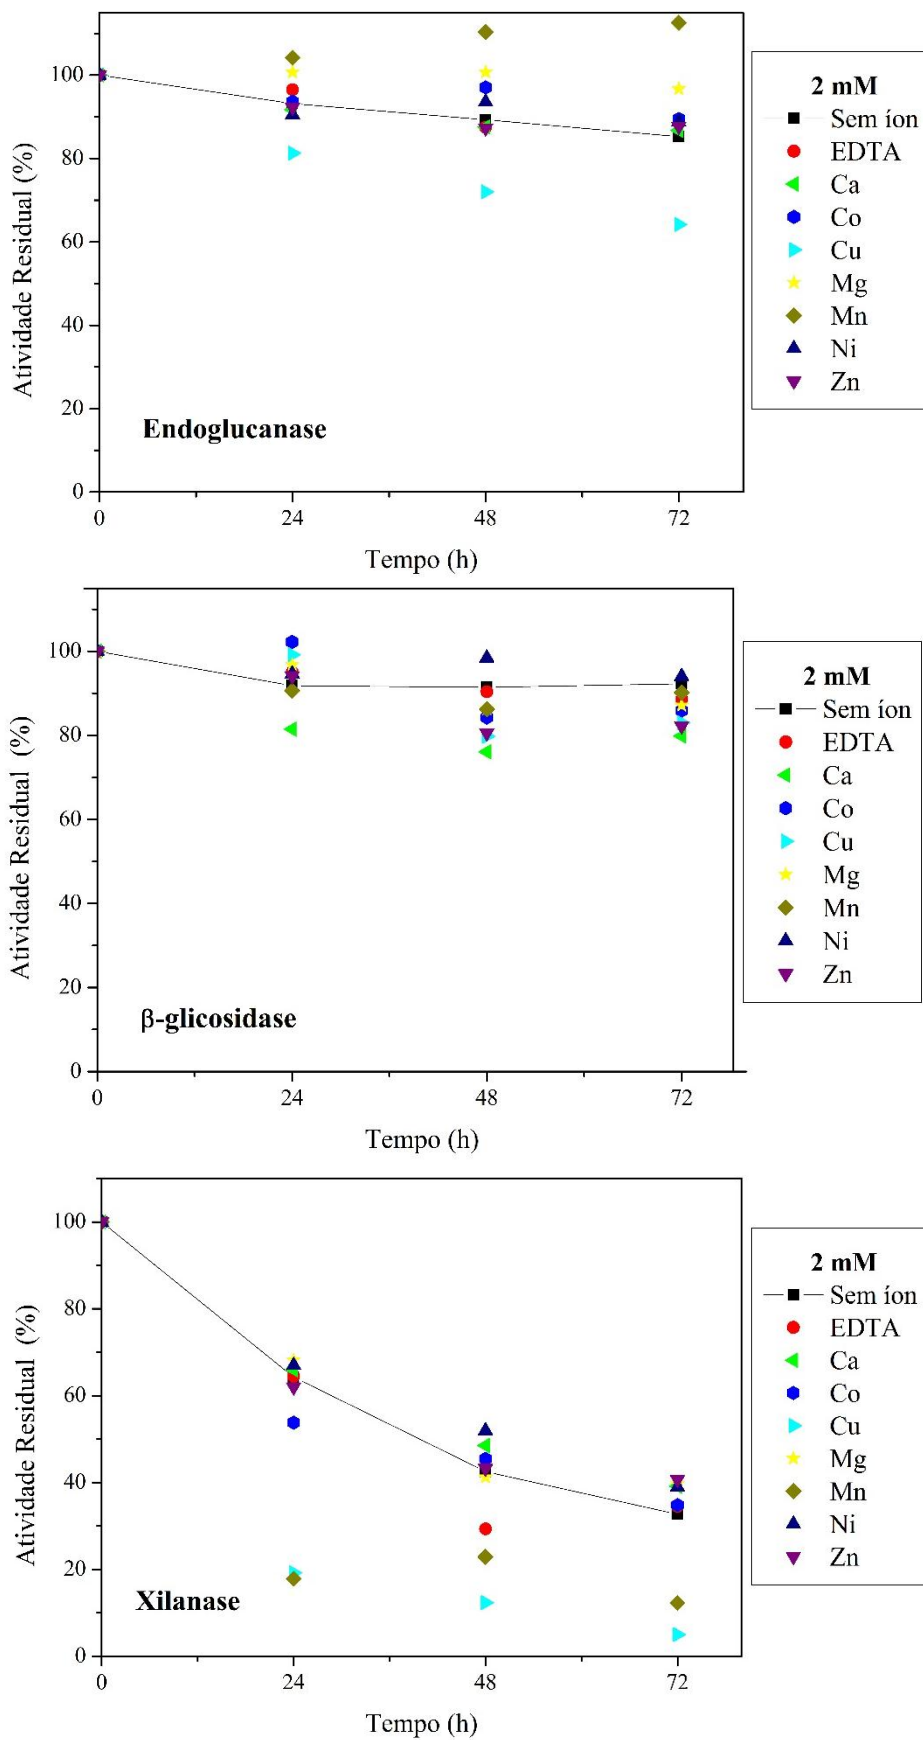 100
80
60
40
20
0
Atividade Residual (%)
Endoglucanase
0 24 48 72
Tempo (h)
2 mM
Sem íon
EDTA
Ca
Co
Cu
Mg
Mn
Ni
Zn
100
80
60
40
20
0
Atividade Residual (%)
β-glicosidase
0 24 48 72
Tempo (h)
2 mM
Sem íon
EDTA
Ca
Co
Cu
Mg
Mn
Ni
Zn
100
80
60
40
20
0
Atividade Residual (%)
Xilanase
0 24 48 72
Tempo (h)
2 mM
Sem íon
EDTA
Ca
Co
Cu
Mg
Mn
Ni
Zn